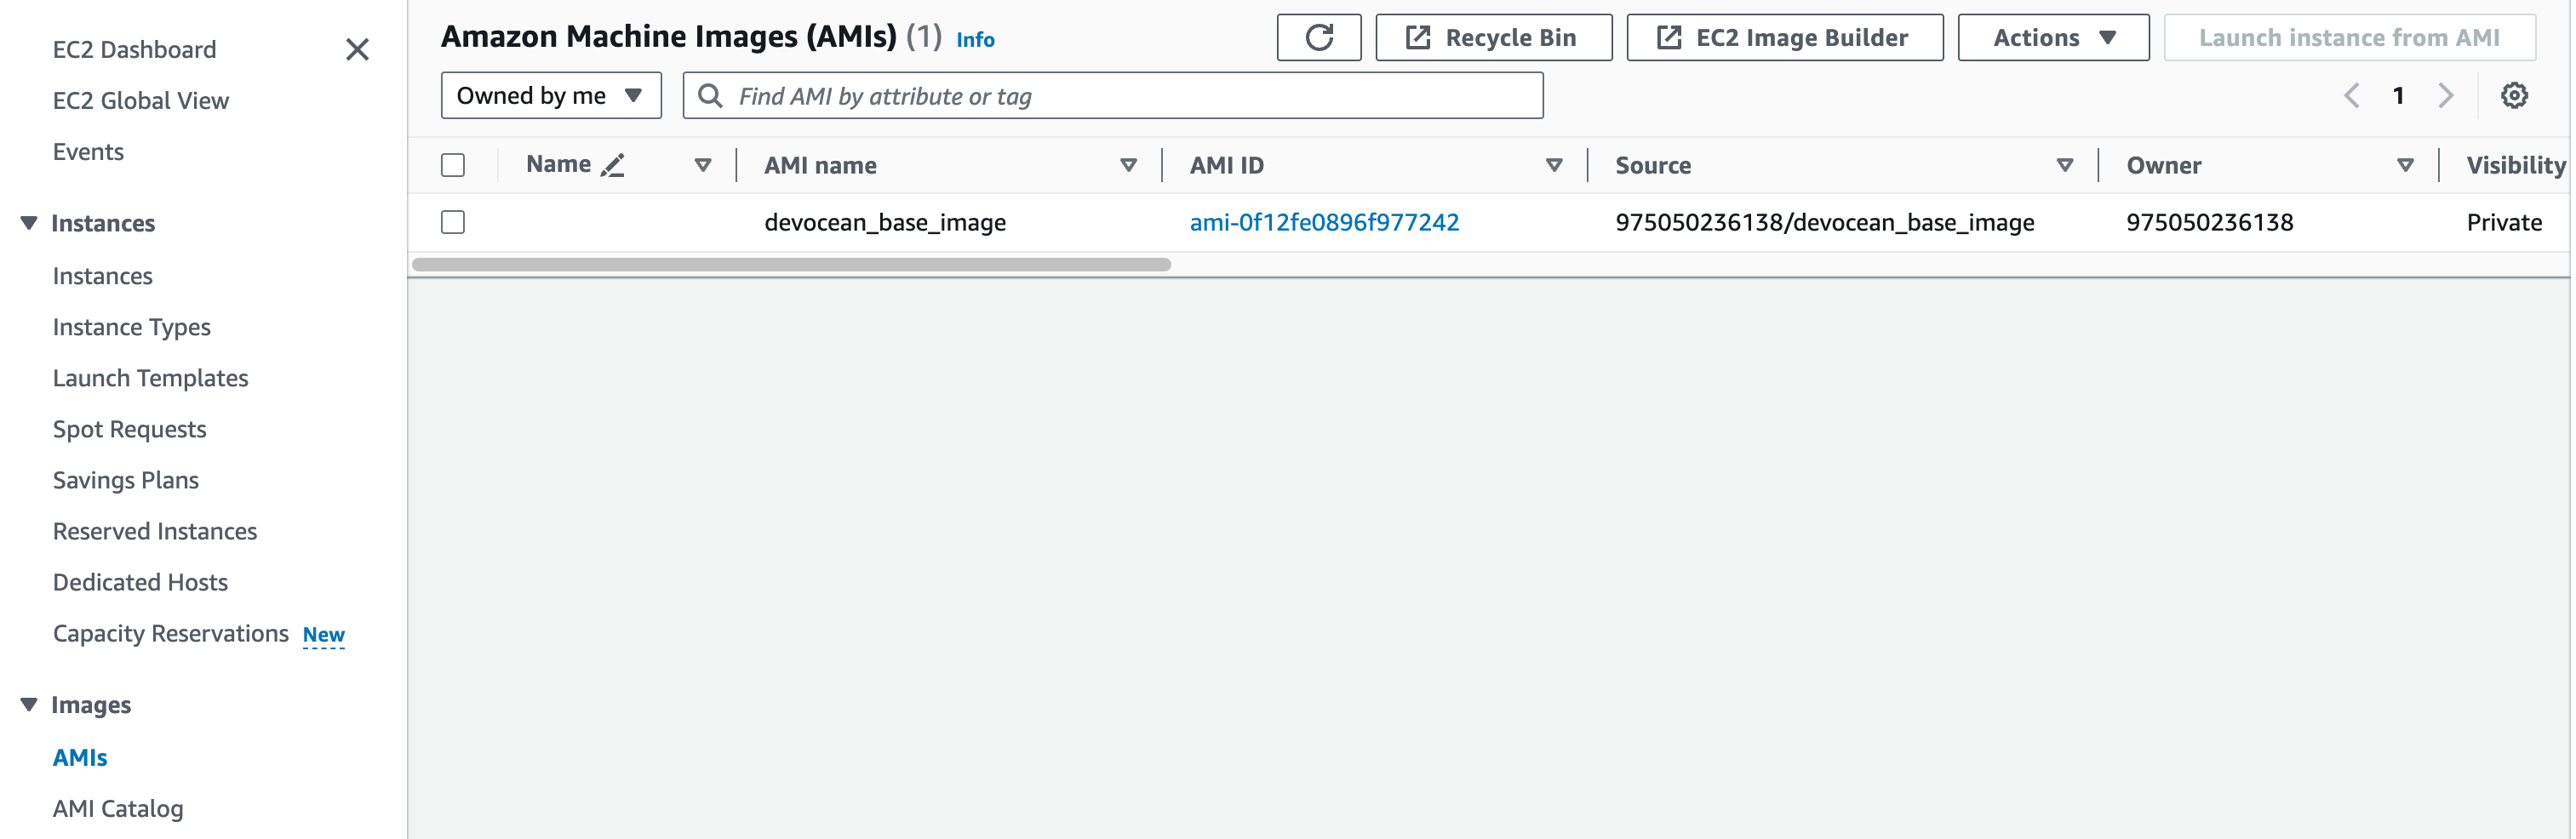 EC2 Dashboard
EC2 Global View
Events
Instances
Instances
Instance Types
Launch Templates
Spot Requests
Savings Plans
Reserved Instances
Dedicated Hosts
Capacity Reservations New
Images
AMIs
AMI Catalog
Amazon Machine Images (AMIs) (1) Info
Recycle Bin
EC2 Image Builder
Actions
Launch instance from AMI
Owned by me
Find AMI by attribute or tag
1
Name AMI name AMI ID Source Owner Visibility
devocean_base_image ami-0f12fe0896f977242 975050236138/devocean_base_image 975050236138 Private